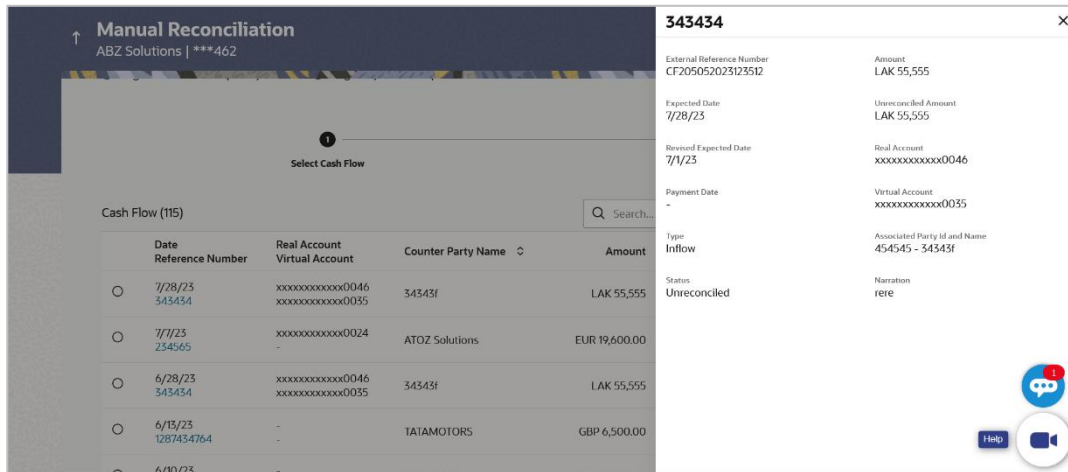 Manual Reconciliation
ABZ Solutions | ***462
1
Select Cash Flow
Cash Flow (115)
Search...
Date
Reference Number
Real Account
Virtual Account
Counter Party Name
Amount
7/28/23
343434
xxxxxxxxxxxx0046
xxxxxxxxxxxx0035
34343f
LAK 55,555
7/7/23
234565
xxxxxxxxxxxx0024
-
ATOZ Solutions
EUR 19,600.00
6/28/23
343434
xxxxxxxxxxxx0046
xxxxxxxxxxxx0035
34343f
LAK 55,555
6/13/23
1287434764
-
-
TATAMOTORS
GBP 6,500.00
6/10/23
343434
External Reference Number
CF205052023123512
Amount
LAK 55,555
Expected Date
7/28/23
Unreconciled Amount
LAK 55,555
Revised Expected Date
7/1/23
Real Account
xxxxxxxxxxxx0046
Payment Date
-
Virtual Account
xxxxxxxxxxxx0035
Type
Inflow
Associated Party Id and Name
454545 - 34343f
Status
Unreconciled
Narration
rere
1
Help